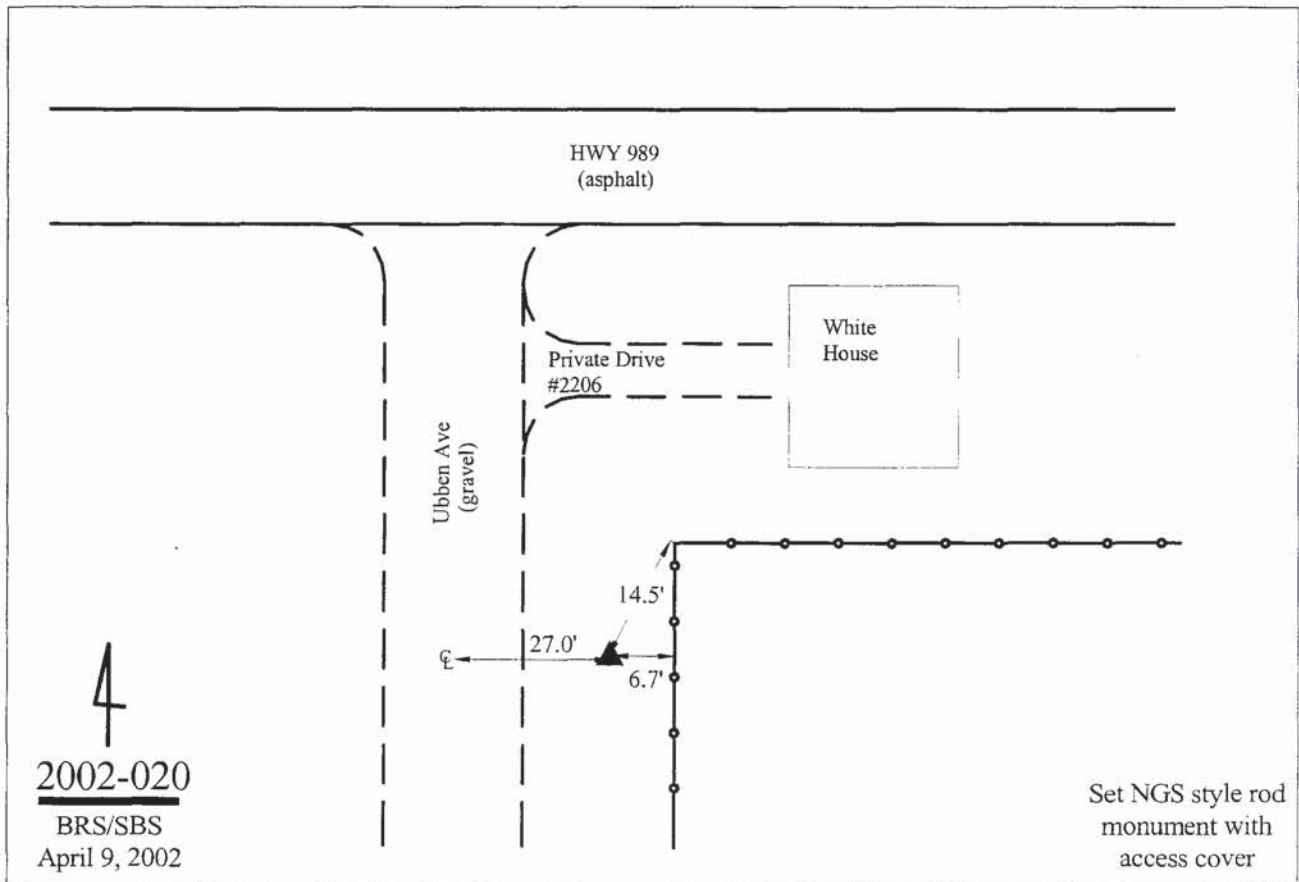 HWY 989
(asphalt)
White
House
Private Drive
#2206
Ubben Ave
(gravel)
14.5'
27.0'
℄
6.7'
2002-020
BRS/SBS
April 9, 2002
Set NGS style rod
monument with
access cover